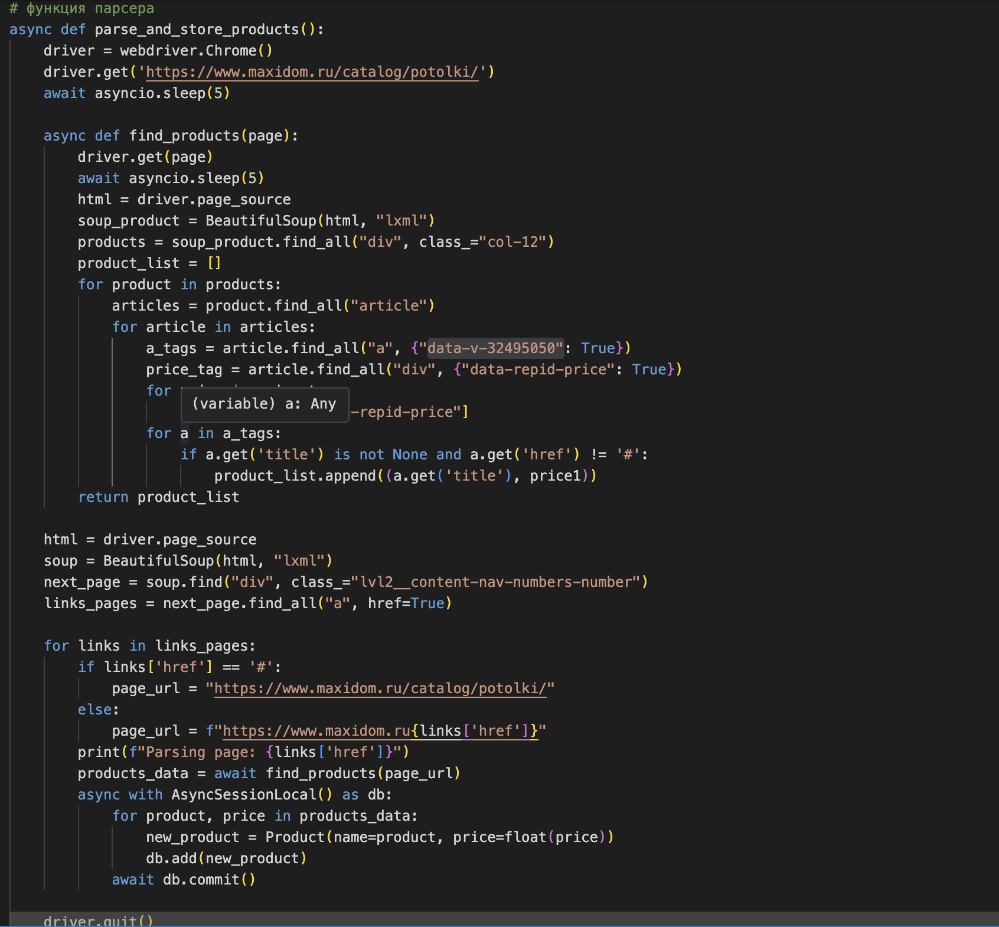 # функция парсера
async def parse_and_store_products():
    driver = webdriver.Chrome()
    driver.get('https://www.maxidom.ru/catalog/potolki/')
    await asyncio.sleep(5)

    async def find_products(page):
        driver.get(page)
        await asyncio.sleep(5)
        html = driver.page_source
        soup_product = BeautifulSoup(html, "lxml")
        products = soup_product.find_all("div", class_="col-12")
        product_list = []
        for product in products:
            articles = product.find_all("article")
            for article in articles:
                a_tags = article.find_all("a", {"data-v-32495050": True})
                price_tag = article.find_all("div", {"data-repid-price": True})
                for
(variable) a: Any
-repid-price"]
                for a in a_tags:
                    if a.get('title') is not None and a.get('href') != '#':
                        product_list.append((a.get('title'), price1))
        return product_list

    html = driver.page_source
    soup = BeautifulSoup(html, "lxml")
    next_page = soup.find("div", class_="lvl2__content-nav-numbers-number")
    links_pages = next_page.find_all("a", href=True)

    for links in links_pages:
        if links['href'] == '#':
            page_url = "https://www.maxidom.ru/catalog/potolki/"
        else:
            page_url = f"https://www.maxidom.ru{links['href']}"
        print(f"Parsing page: {links['href']}")
        products_data = await find_products(page_url)
        async with AsyncSessionLocal() as db:
            for product, price in products_data:
                new_product = Product(name=product, price=float(price))
                db.add(new_product)
            await db.commit()

    driver.quit()